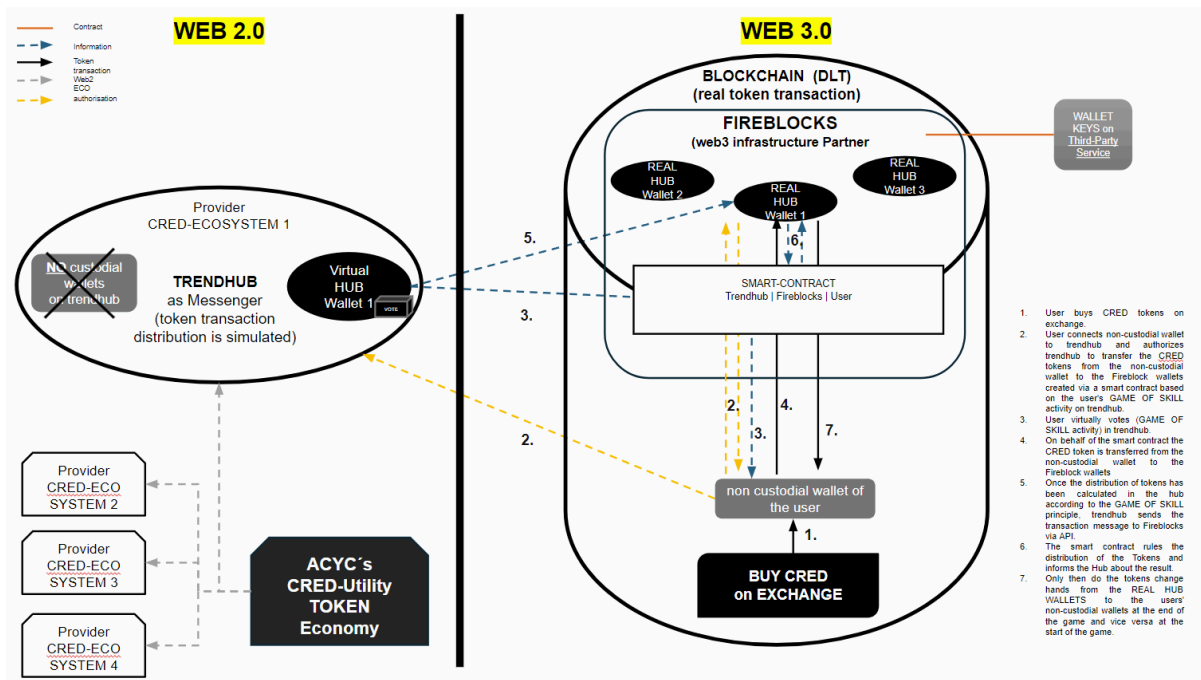 WEB 2.0
WEB 3.0
Contract
Information
Token
transaction
Web2
ECO
authorisation
BLOCKCHAIN (DLT)
(real token transaction)
FIREBLOCKS
(web3 infrastructure Partner
WALLET
KEYS on
Third-Party
Service
REAL
HUB
Wallet 2
REAL
HUB
Wallet 1
REAL
HUB
Wallet 3
Provider
CRED-ECOSYSTEM 1
NO custodial
wallets
on trendhub
TRENDHUB
as Messenger
(token transaction
distribution is simulated)
Virtual
HUB
Wallet 1
VOTE
5.
6.
3.
SMART-CONTRACT
Trendhub | Fireblocks | User
2.
2.
3.
4.
7.
non custodial wallet of
the user
1.
BUY CRED
on EXCHANGE
Provider
CRED-ECO
SYSTEM 2
Provider
CRED-ECO
SYSTEM 3
Provider
CRED-ECO
SYSTEM 4
ACYC´s
CRED-Utility
TOKEN
Economy
1. User buys CRED tokens on
exchange.
2. User connects non-custodial wallet
to trendhub and authorizes
trendhub to transfer the CRED
tokens from the non-custodial
wallet to the Fireblock wallets
created via a smart contract based
on the user's GAME OF SKILL
activity on trendhub.
3. User virtually votes (GAME OF
SKILL activity) in trendhub.
4. On behalf of the smart contract the
CRED token is transferred from the
non-custodial wallet to the
Fireblock wallets
5. Once the distribution of tokens has
been calculated in the hub
according to the GAME OF SKILL
principle, trendhub sends the
transaction message to Fireblocks
via API.
6. The smart contract rules the
distribution of the Tokens and
informs the Hub about the result.
7. Only then do the tokens change
hands from the REAL HUB
WALLETS to the users'
non-custodial wallets at the end of
the game and vice versa at the
start of the game.